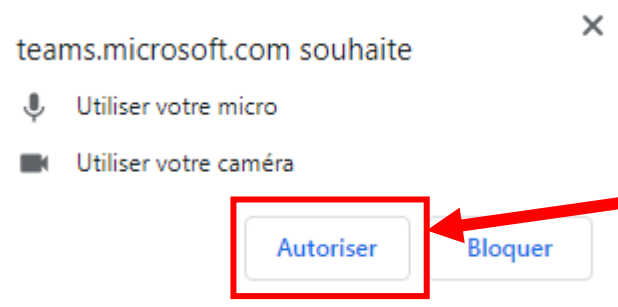 teams.microsoft.com souhaite
Utiliser votre micro
Utiliser votre caméra
Autoriser Bloquer